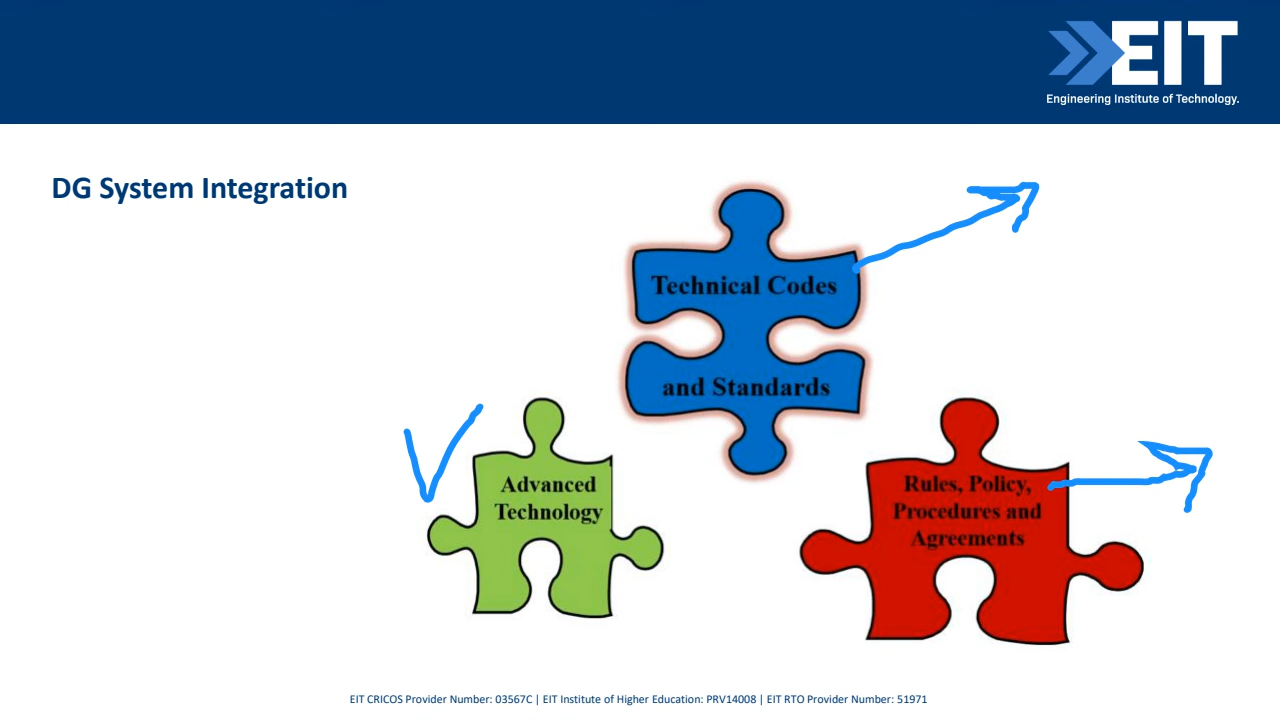 EIT
Engineering Institute of Technology.
DG System Integration
Technical Codes
and Standards
Advanced
Technology
Rules, Policy,
Procedures and
Agreements
EIT CRICOS Provider Number: 03567C | EIT Institute of Higher Education: PRV14008 | EIT RTO Provider Number: 51971